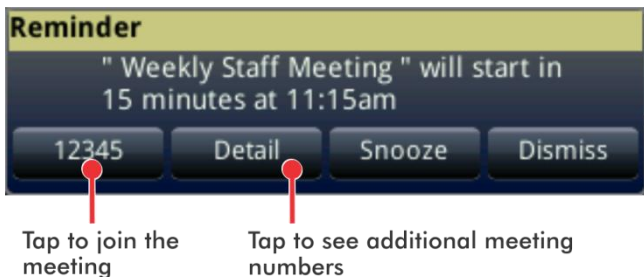 Reminder
" Weekly Staff Meeting " will start in
15 minutes at 11:15am
12345 Detail Snooze Dismiss
Tap to join the
meeting
Tap to see additional meeting
numbers